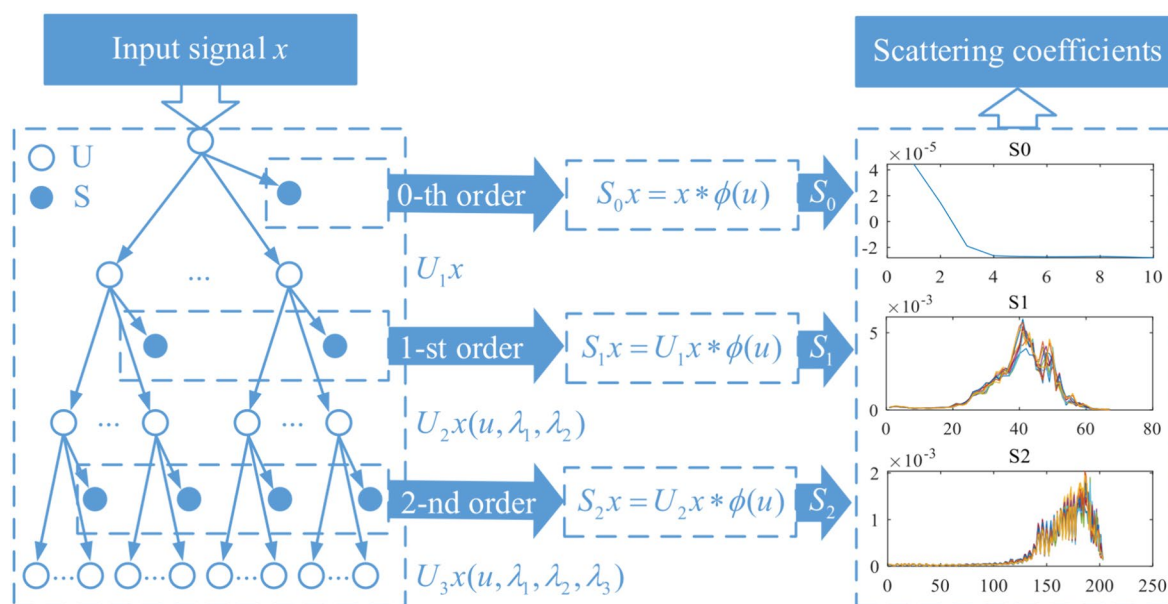 Input signal x
Scattering coefficients
U
S
0-th order
S₀x = x * ϕ(u)
S₀
U₁x
...
...
1-st order
S₁x = U₁x * ϕ(u)
S₁
U₂x(u, λ₁, λ₂)
... ...
2-nd order
S₂x = U₂x * ϕ(u)
S₂
U₃x(u, λ₁, λ₂, λ₃)
... ... ... ...
×10⁻⁵
S0
4
2
0
-2
0 2 4 6 8 10
×10⁻³
S1
5
0
0 20 40 60 80
×10⁻³
S2
2
1
0
0 50 100 150 200 250